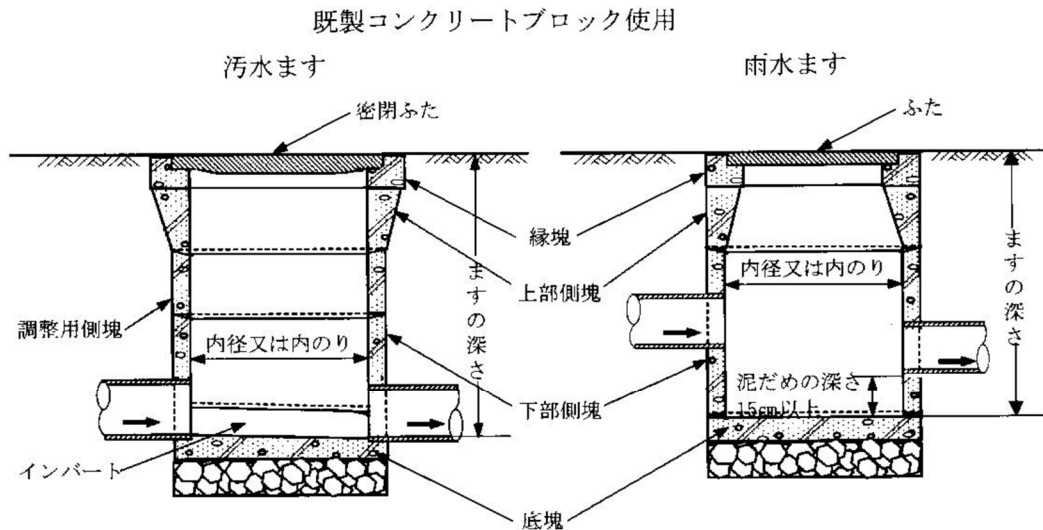 既製コンクリートブロック使用
汚水ます
雨水ます
密閉ふた
ふた
縁塊
上部側塊
ますの深さ
ますの深さ
内径又は内のり
調整用側塊
内径又は内のり
下部側塊
泥だめの深さ
15cm以上
インバート
底塊